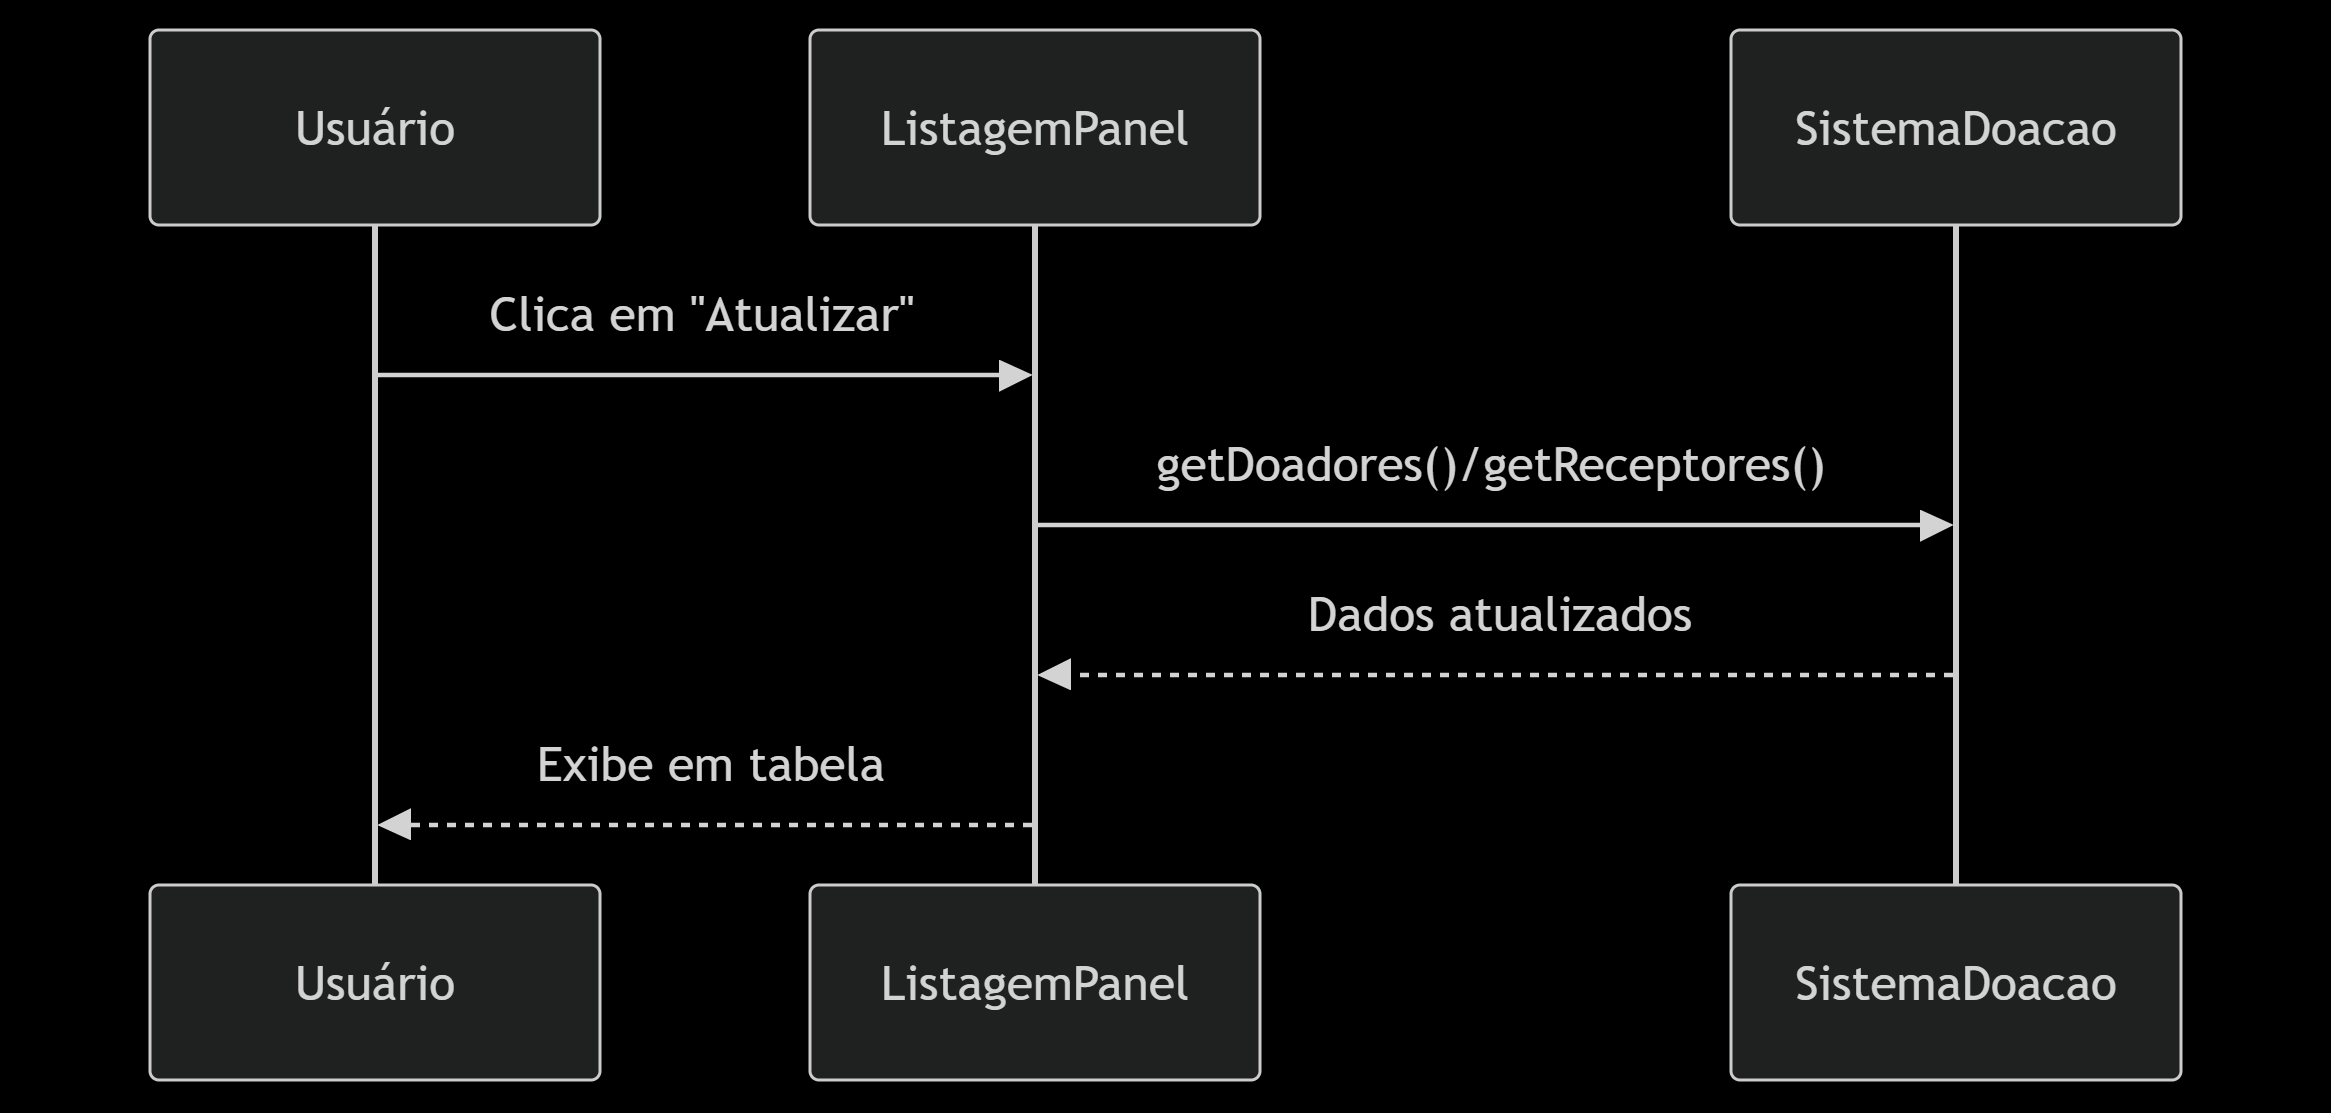 Usuário
ListagemPanel
SistemaDoacao
Clica em "Atualizar"
getDoadores()/getReceptores()
Dados atualizados
Exibe em tabela
Usuário
ListagemPanel
SistemaDoacao